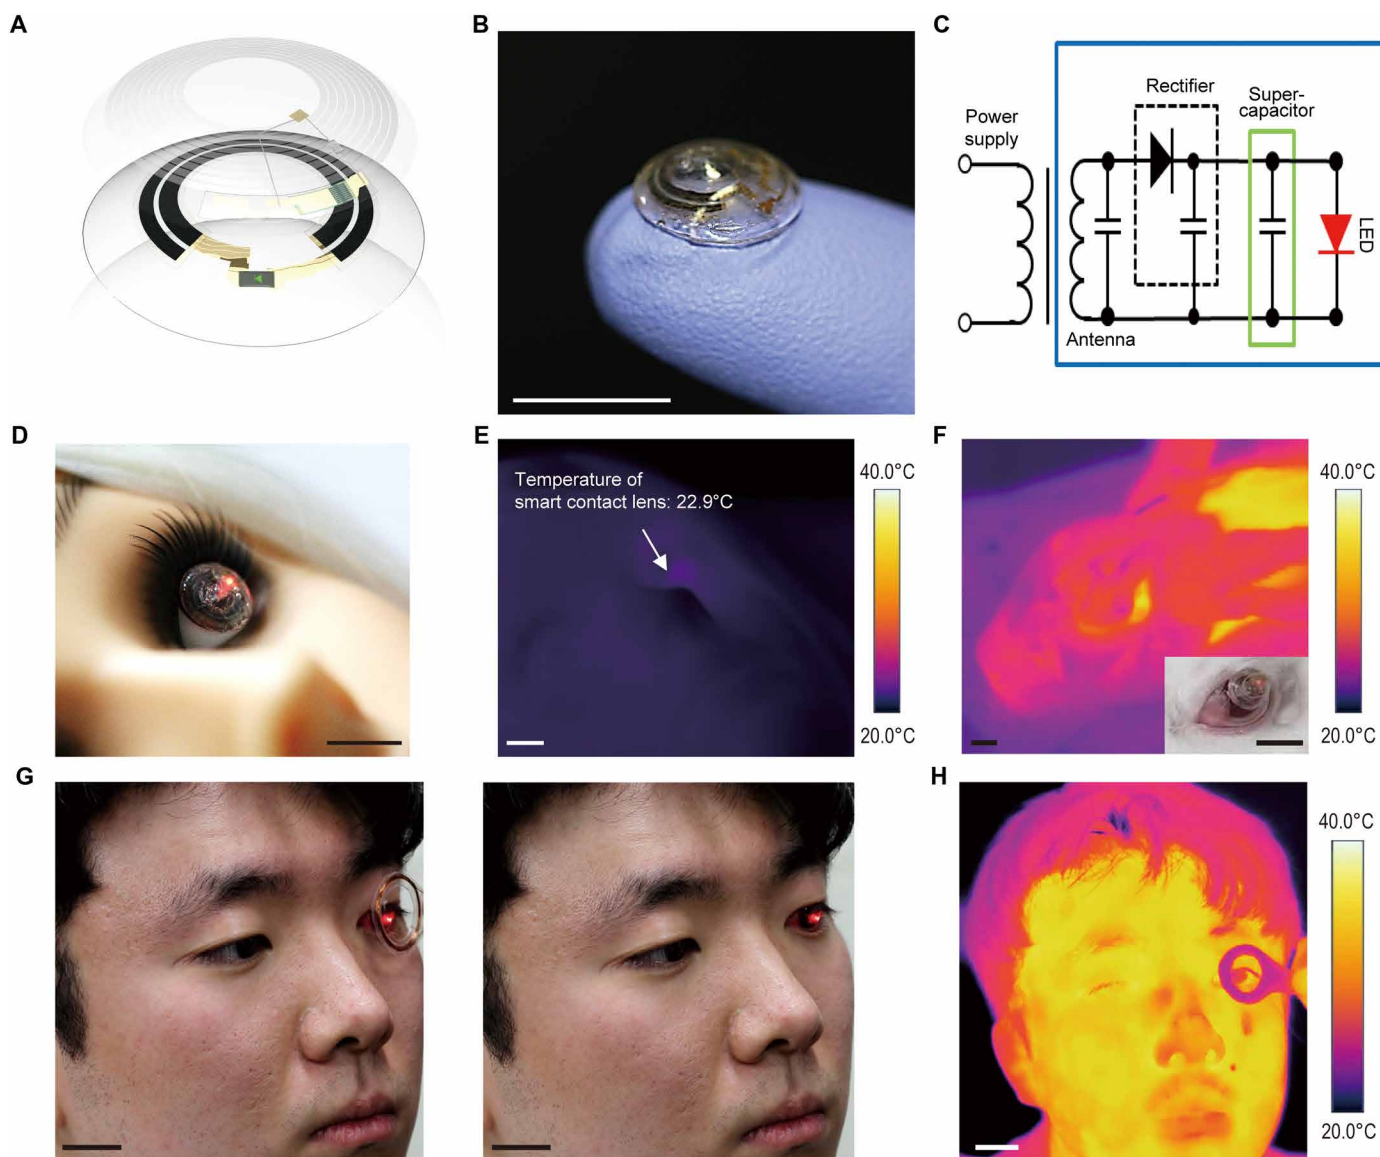 A
B
C
Rectifier
Super-
capacitor
Power
supply
LED
Antenna
D
E
F
Temperature of
smart contact lens: 22.9°C
40.0°C
20.0°C
40.0°C
20.0°C
G
H
40.0°C
20.0°C